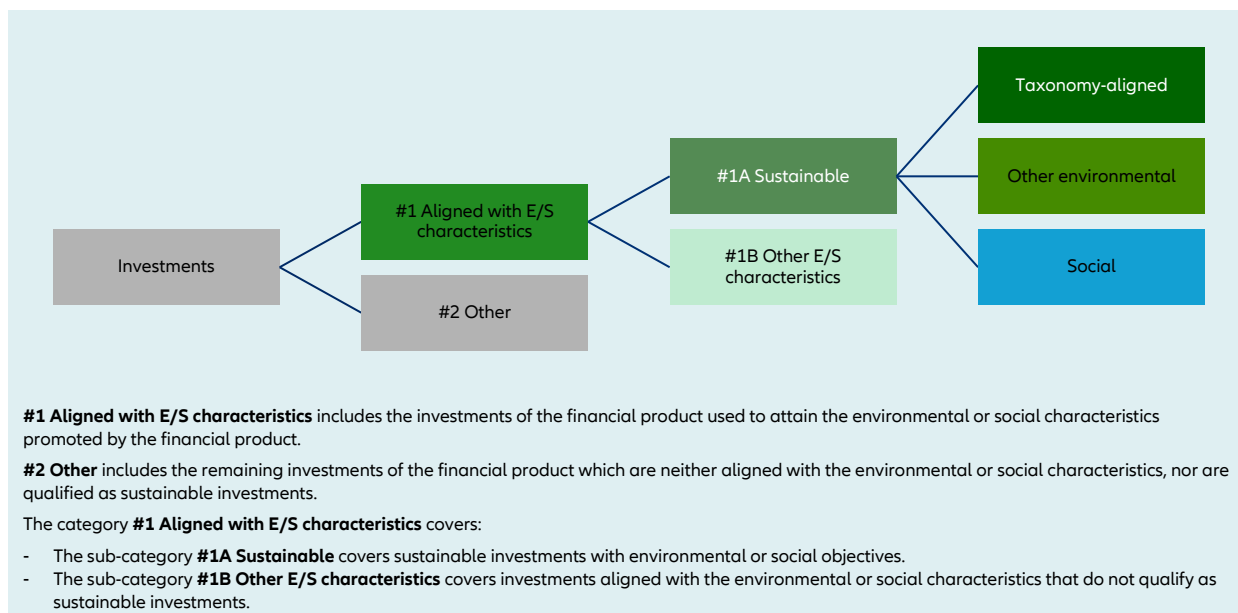 Taxonomy-aligned
#1A Sustainable
Other environmental
#1 Aligned with E/S
characteristics
Investments
#1B Other E/S
characteristics
Social
#2 Other
#1 Aligned with E/S characteristics includes the investments of the financial product used to attain the environmental or social characteristics
promoted by the financial product.
#2 Other includes the remaining investments of the financial product which are neither aligned with the environmental or social characteristics, nor are
qualified as sustainable investments.
The category #1 Aligned with E/S characteristics covers:
- The sub-category #1A Sustainable covers sustainable investments with environmental or social objectives.
- The sub-category #1B Other E/S characteristics covers investments aligned with the environmental or social characteristics that do not qualify as
sustainable investments.